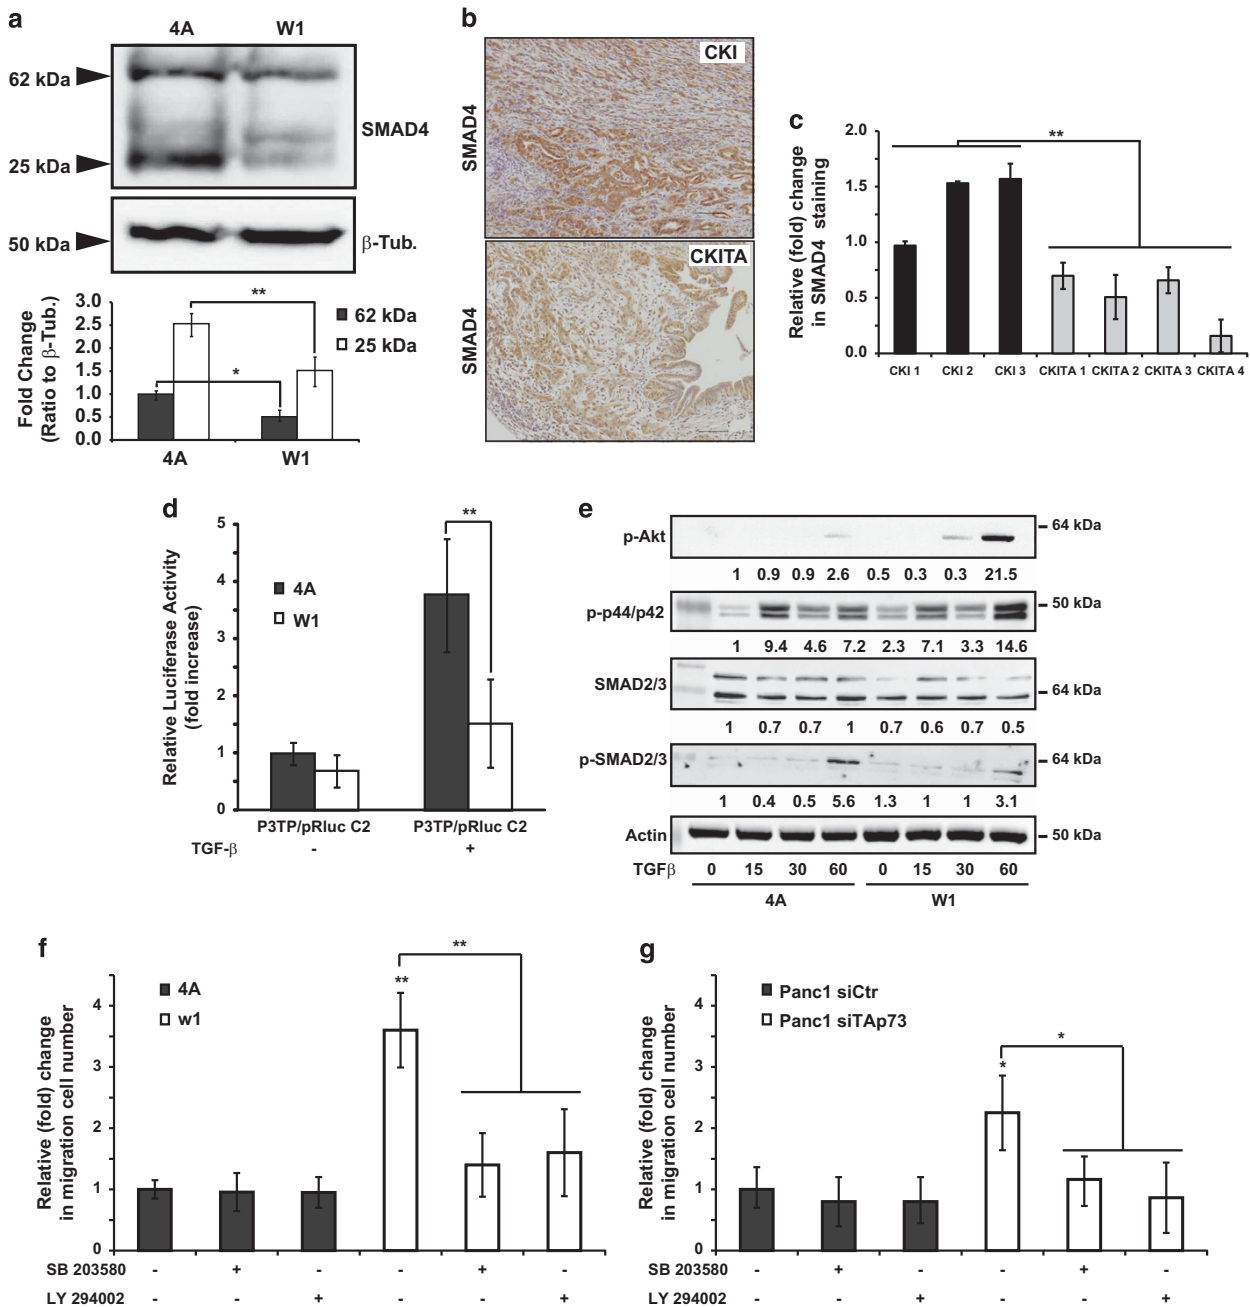 a
4A W1
62 kDa
SMAD4
25 kDa
50 kDa
β-Tub.
Fold Change
(Ratio to β-Tub.)
3.0
2.5
2.0
1.5
1.0
0.5
0.0
**
*
62 kDa
25 kDa
4A W1
b
SMAD4
CKI
SMAD4
CKITA
c
Relative (fold) change
in SMAD4 staining
2.0
1.5
1.0
0.5
0.0
**
CKI 1 CKI 2 CKI 3 CKITA 1 CKITA 2 CKITA 3 CKITA 4
d
Relative Luciferase Activity
(fold increase)
5
4
3
2
1
0
**
4A
W1
P3TP/pRluc C2 P3TP/pRluc C2
TGF-β - +
e
p-Akt
64 kDa
1 0.9 0.9 2.6 0.5 0.3 0.3 21.5
p-p44/p42
50 kDa
1 9.4 4.6 7.2 2.3 7.1 3.3 14.6
SMAD2/3
64 kDa
1 0.7 0.7 1 0.7 0.6 0.7 0.5
p-SMAD2/3
64 kDa
1 0.4 0.5 5.6 1.3 1 1 3.1
Actin
50 kDa
TGFβ 0 15 30 60 0 15 30 60
4A W1
f
Relative (fold) change
in migration cell number
4
3
2
1
0
4A
w1
**
**
SB 203580 - + - - + -
LY 294002 - - + - - +
g
Relative (fold) change
in migration cell number
4
3
2
1
0
Panc1 siCtr
Panc1 siTAp73
*
*
SB 203580 - + - - + -
LY 294002 - - + - - +